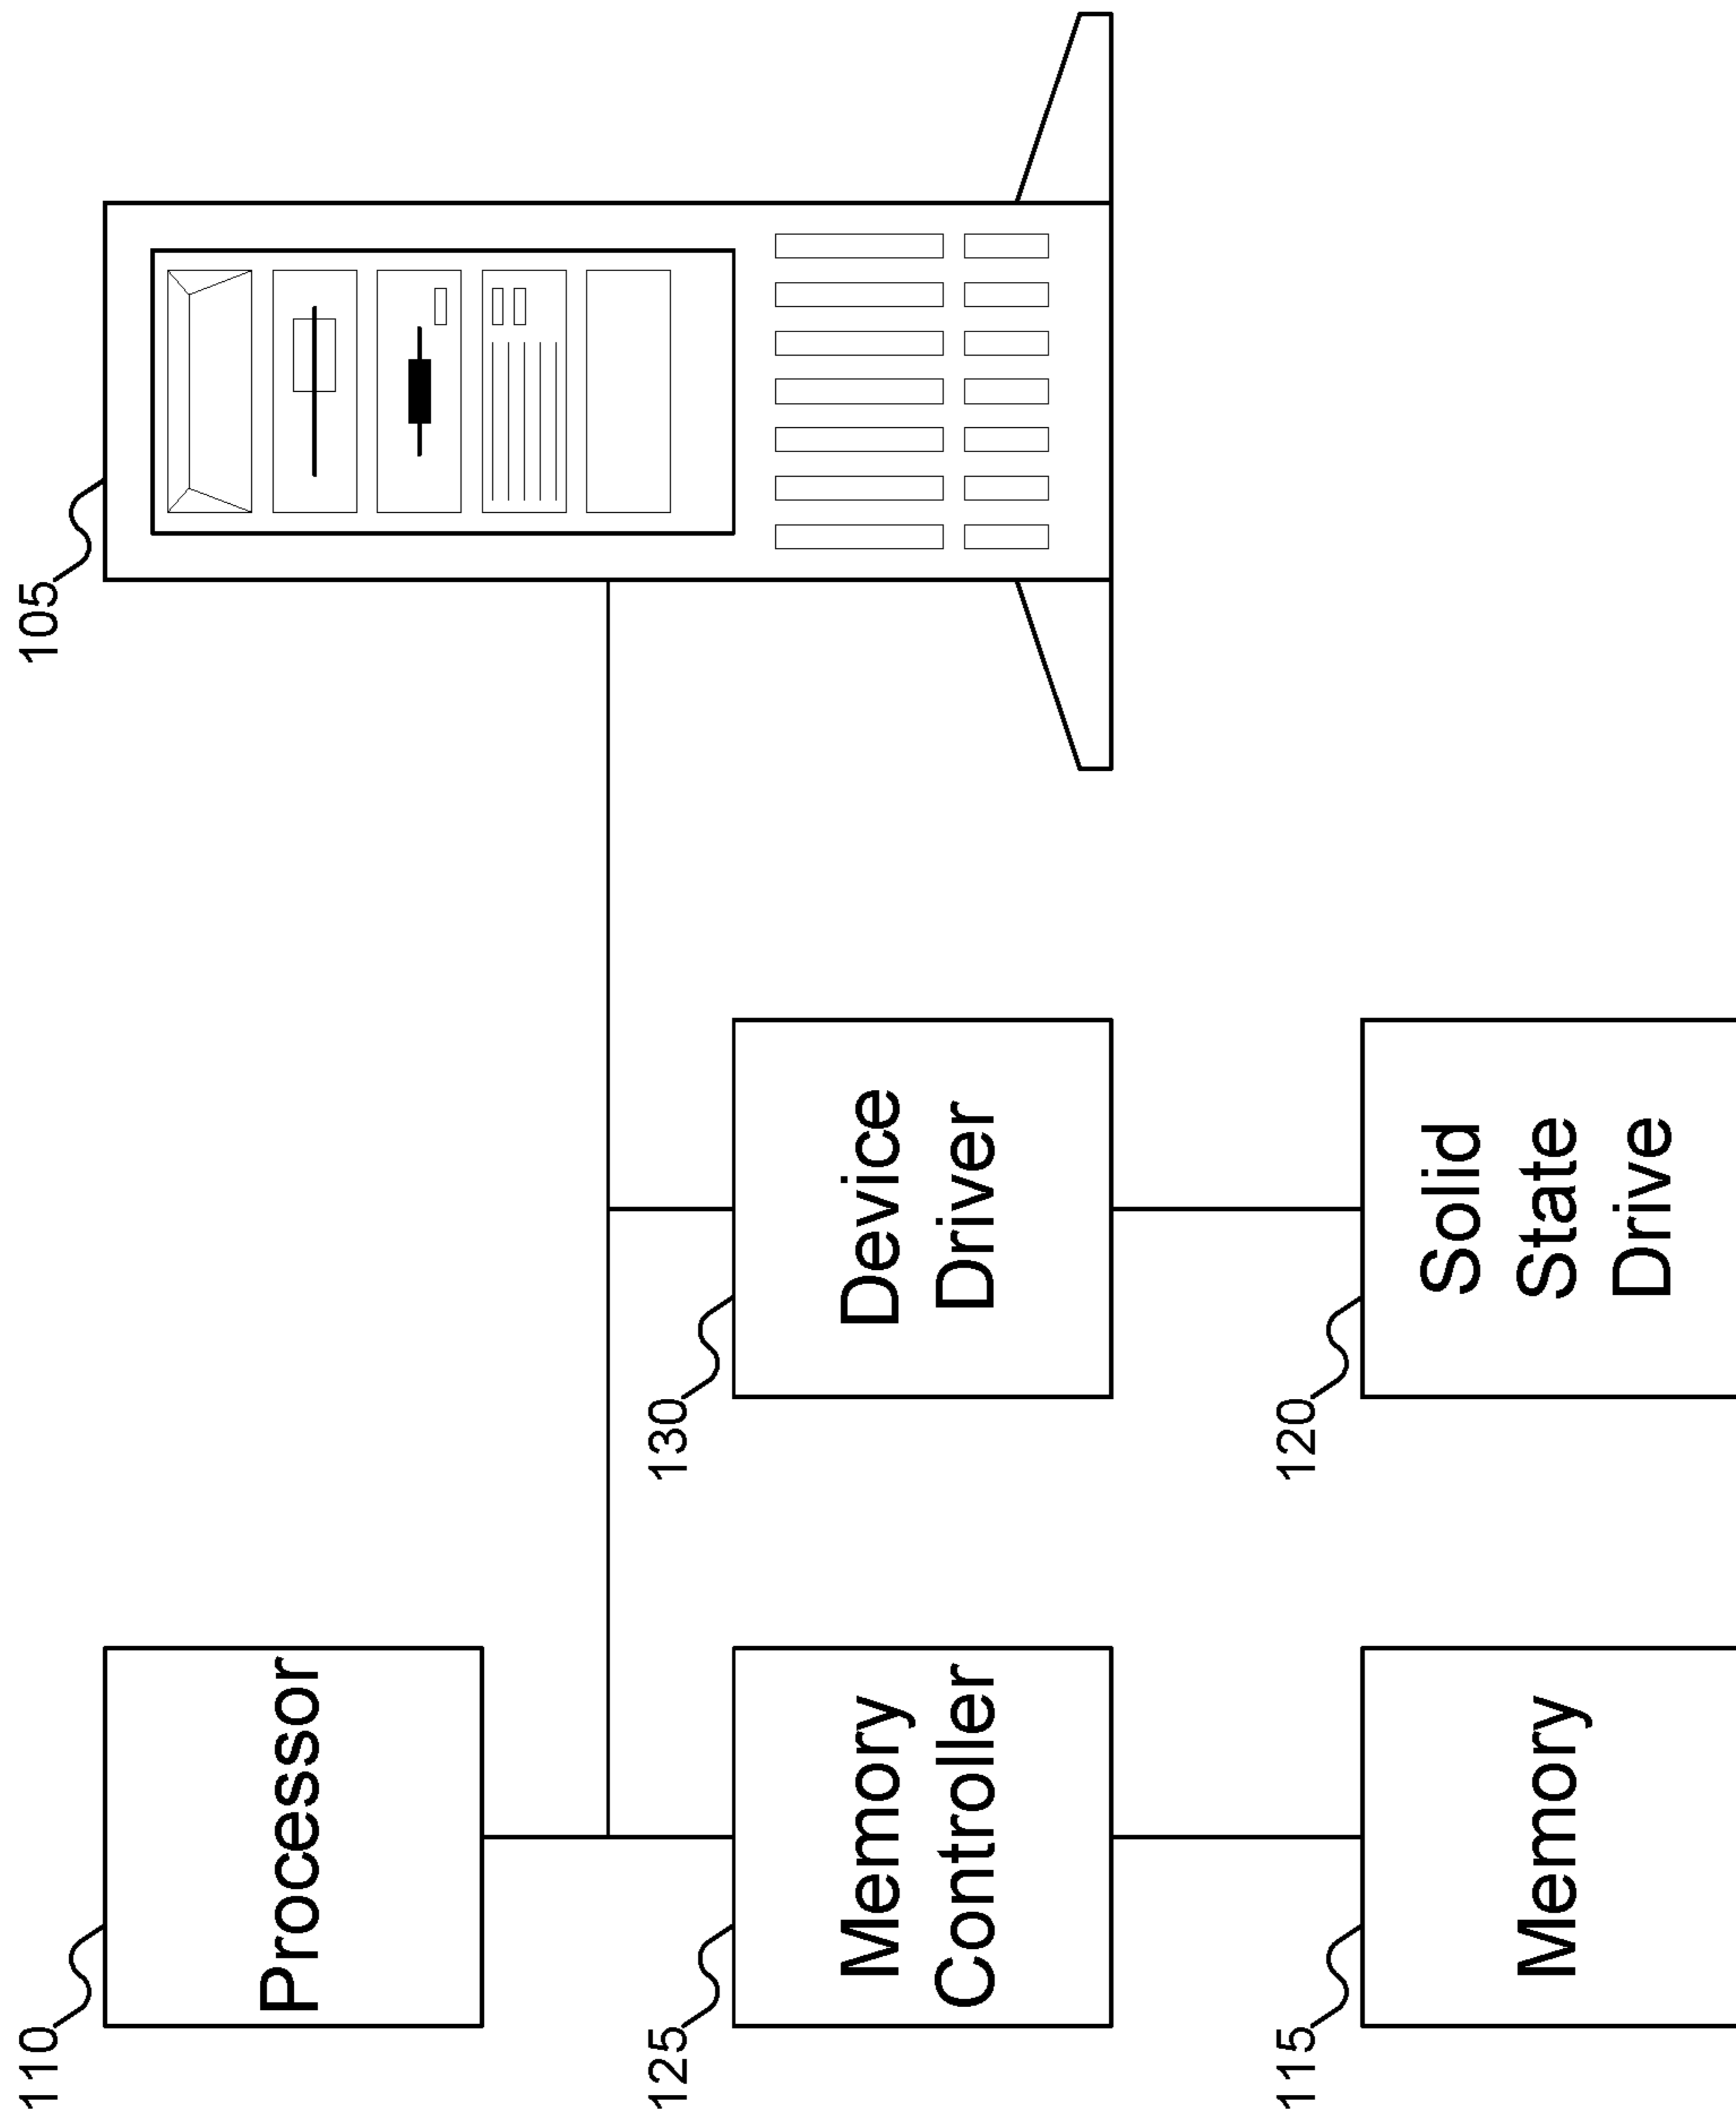 110
Processor
105
125
Memory
Controller
130
Device
Driver
115
Memory
120
Solid
State
Drive